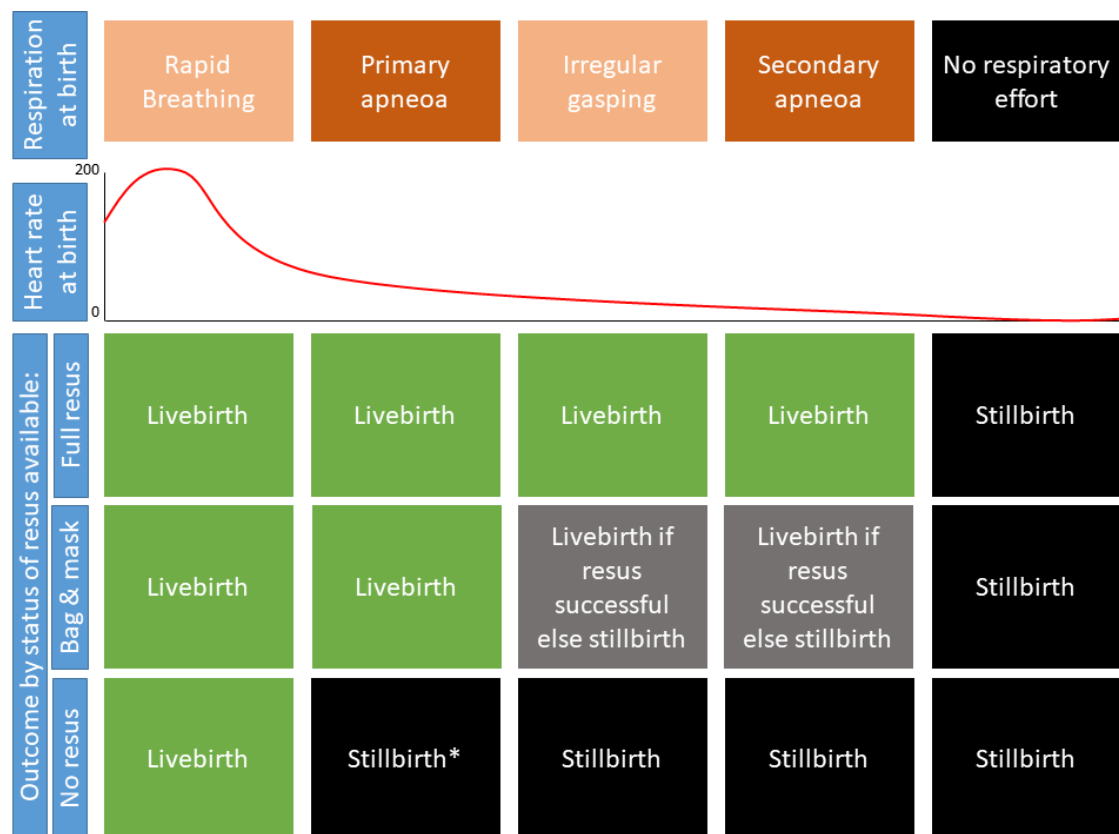 Respiration
at birth
Rapid
Breathing
Primary
apneoa
Irregular
gasping
Secondary
apneoa
No respiratory
effort
Heart rate
at birth
200
0
Outcome by status of resus available:
Full resus
Livebirth
Livebirth
Livebirth
Livebirth
Stillbirth
Bag & mask
Livebirth
Livebirth
Livebirth if
resus
successful
else stillbirth
Livebirth if
resus
successful
else stillbirth
Stillbirth
No resus
Livebirth
Stillbirth*
Stillbirth
Stillbirth
Stillbirth